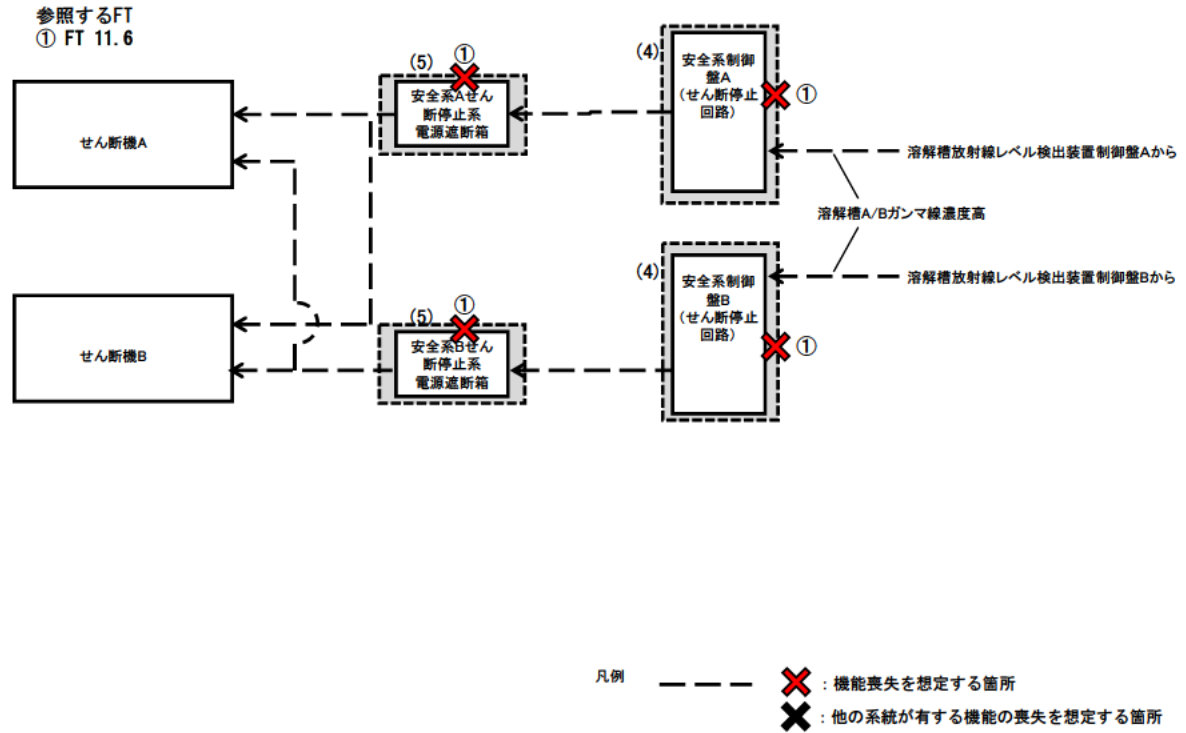 参照するFT
① FT 11.6
(5)
①
安全系Aせん
断停止系
電源遮断箱
(4)
安全系制御
盤A
(せん断停止
回路)
①
せん断機A
溶解槽放射線レベル検出装置制御盤Aから
溶解槽A/Bガンマ線濃度高
溶解槽放射線レベル検出装置制御盤Bから
(4)
安全系制御
盤B
(せん断停止
回路)
①
(5)
①
安全系Bせん
断停止系
電源遮断箱
せん断機B
凡例
：機能喪失を想定する箇所
：他の系統が有する機能の喪失を想定する箇所